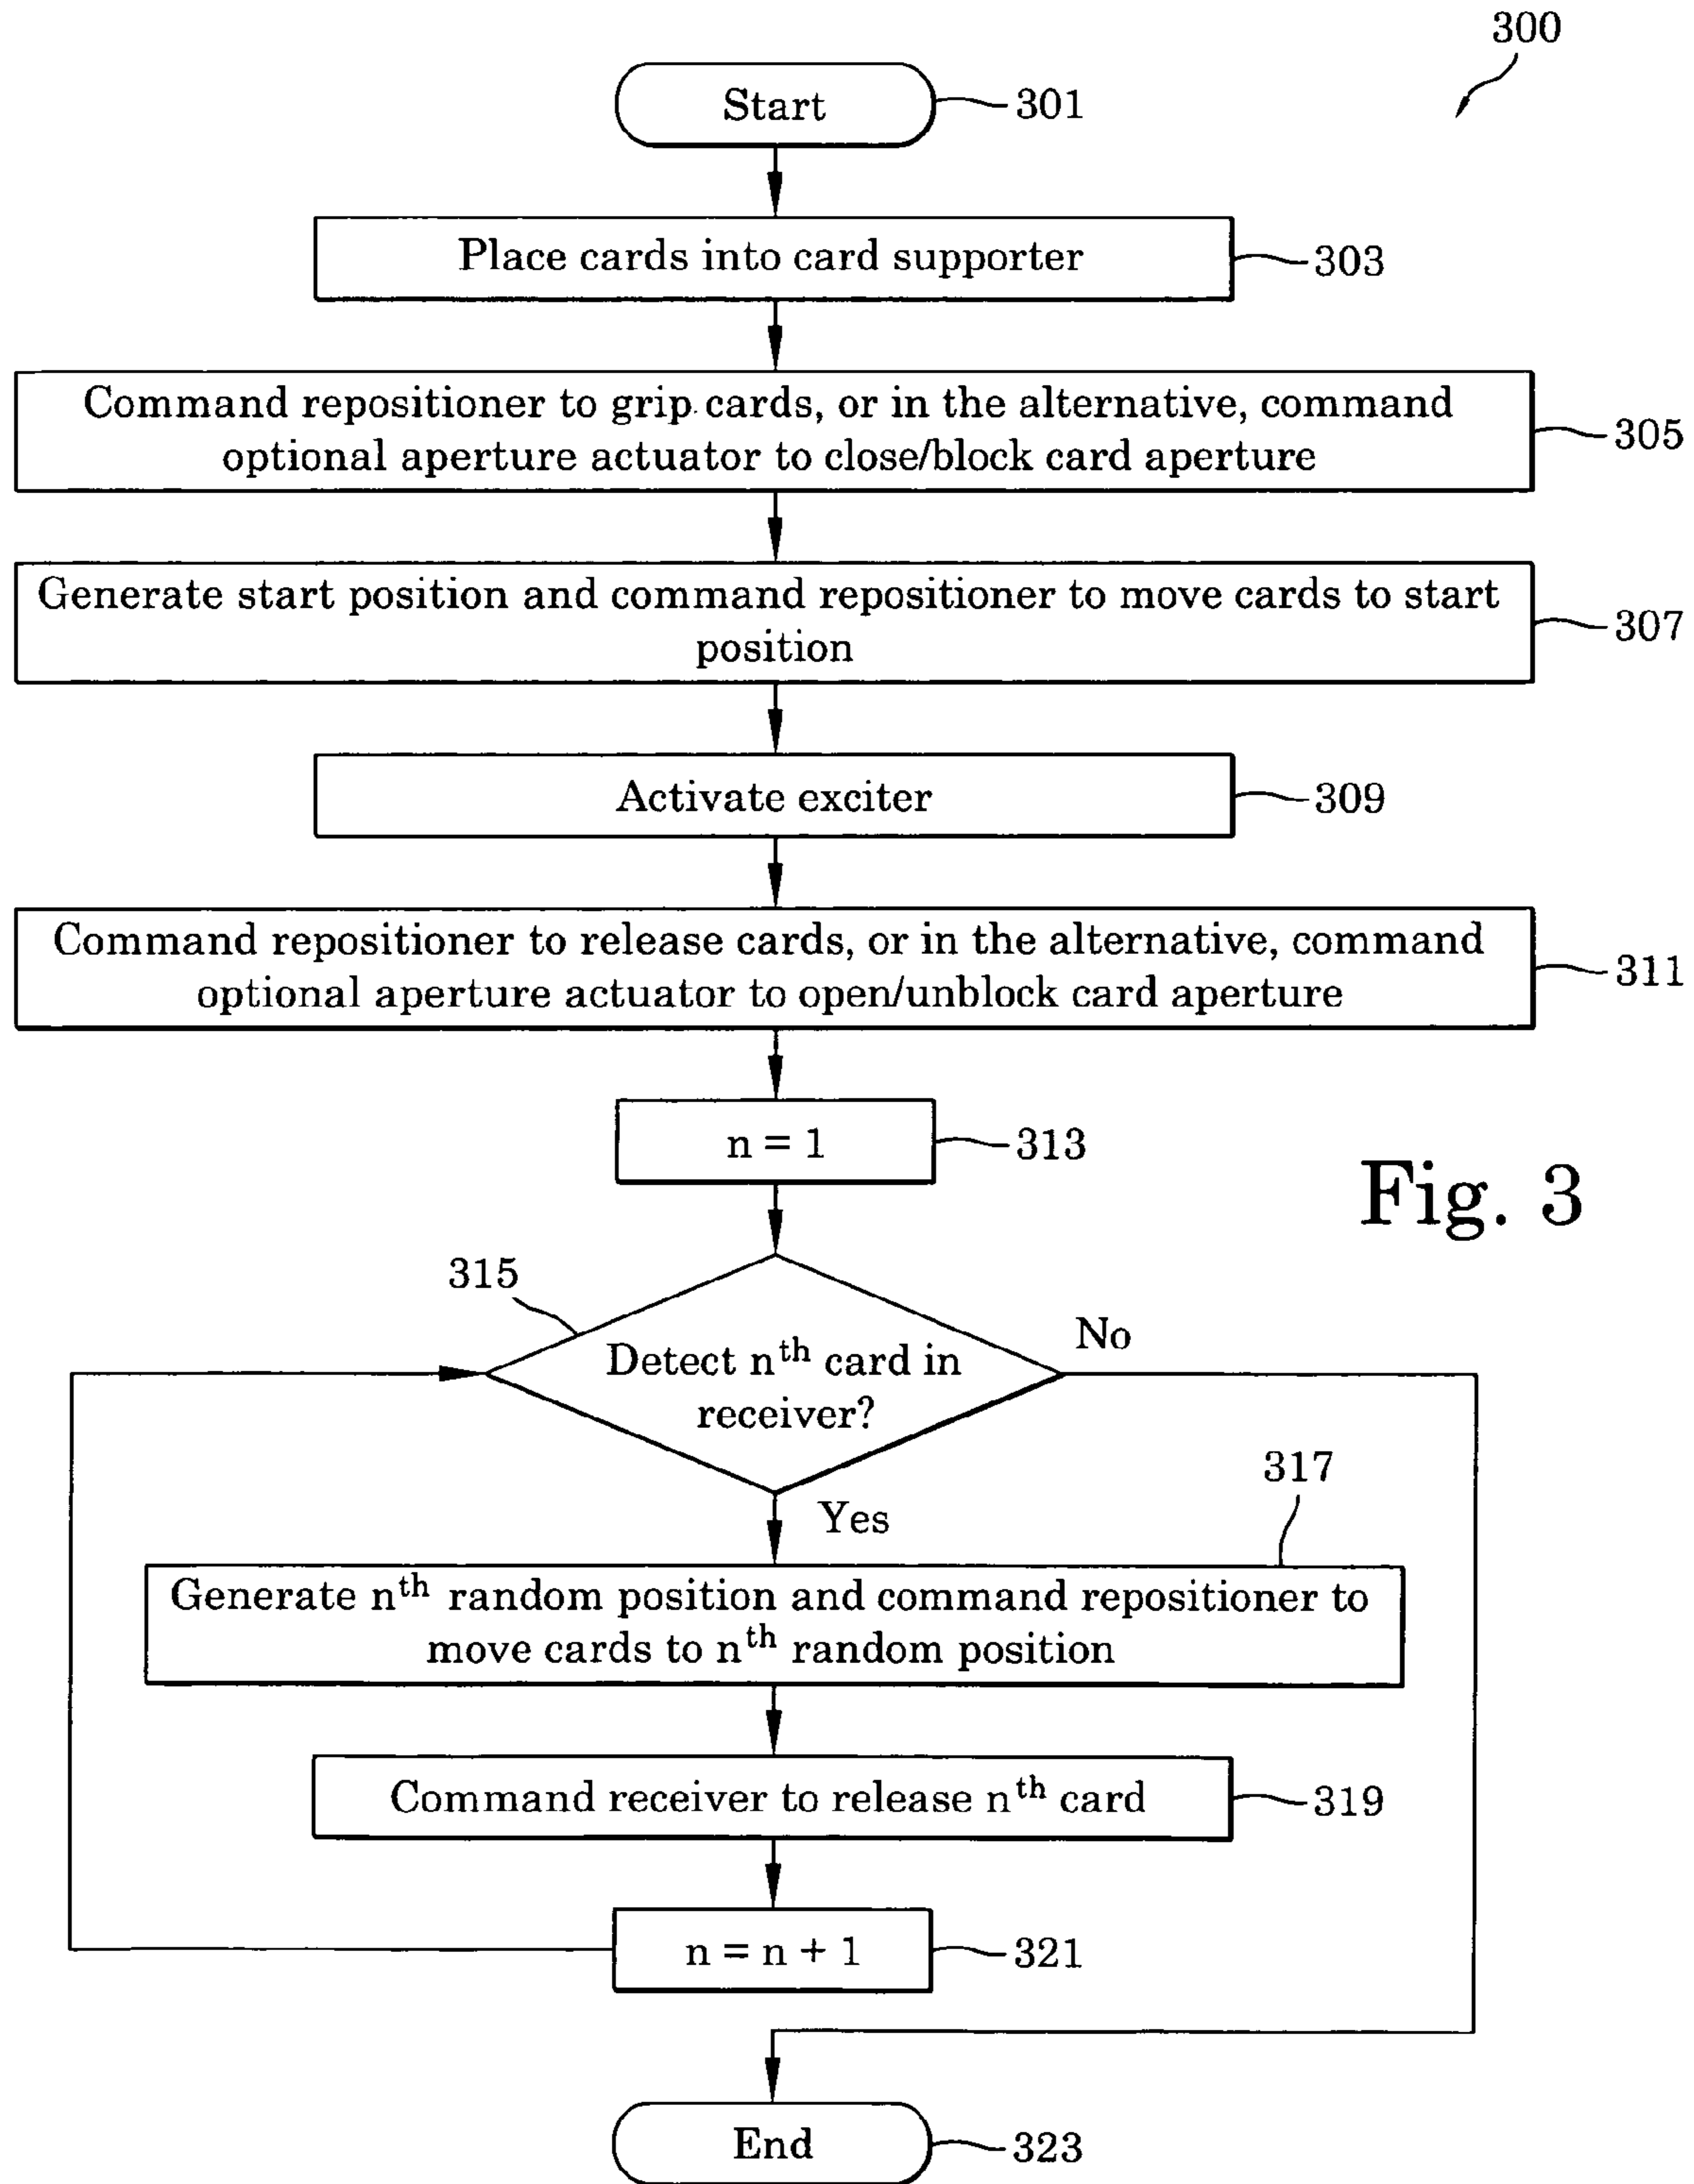 300
Start
301
Place cards into card supporter
303
Command repositioner to grip cards, or in the alternative, command
optional aperture actuator to close/block card aperture
305
Generate start position and command repositioner to move cards to start
position
307
Activate exciter
309
Command repositioner to release cards, or in the alternative, command
optional aperture actuator to open/unblock card aperture
311
n = 1
313
Fig. 3
315
Detect nth card in
receiver?
No
Yes
317
Generate nth random position and command repositioner to
move cards to nth random position
Command receiver to release nth card
319
n = n + 1
321
End
323